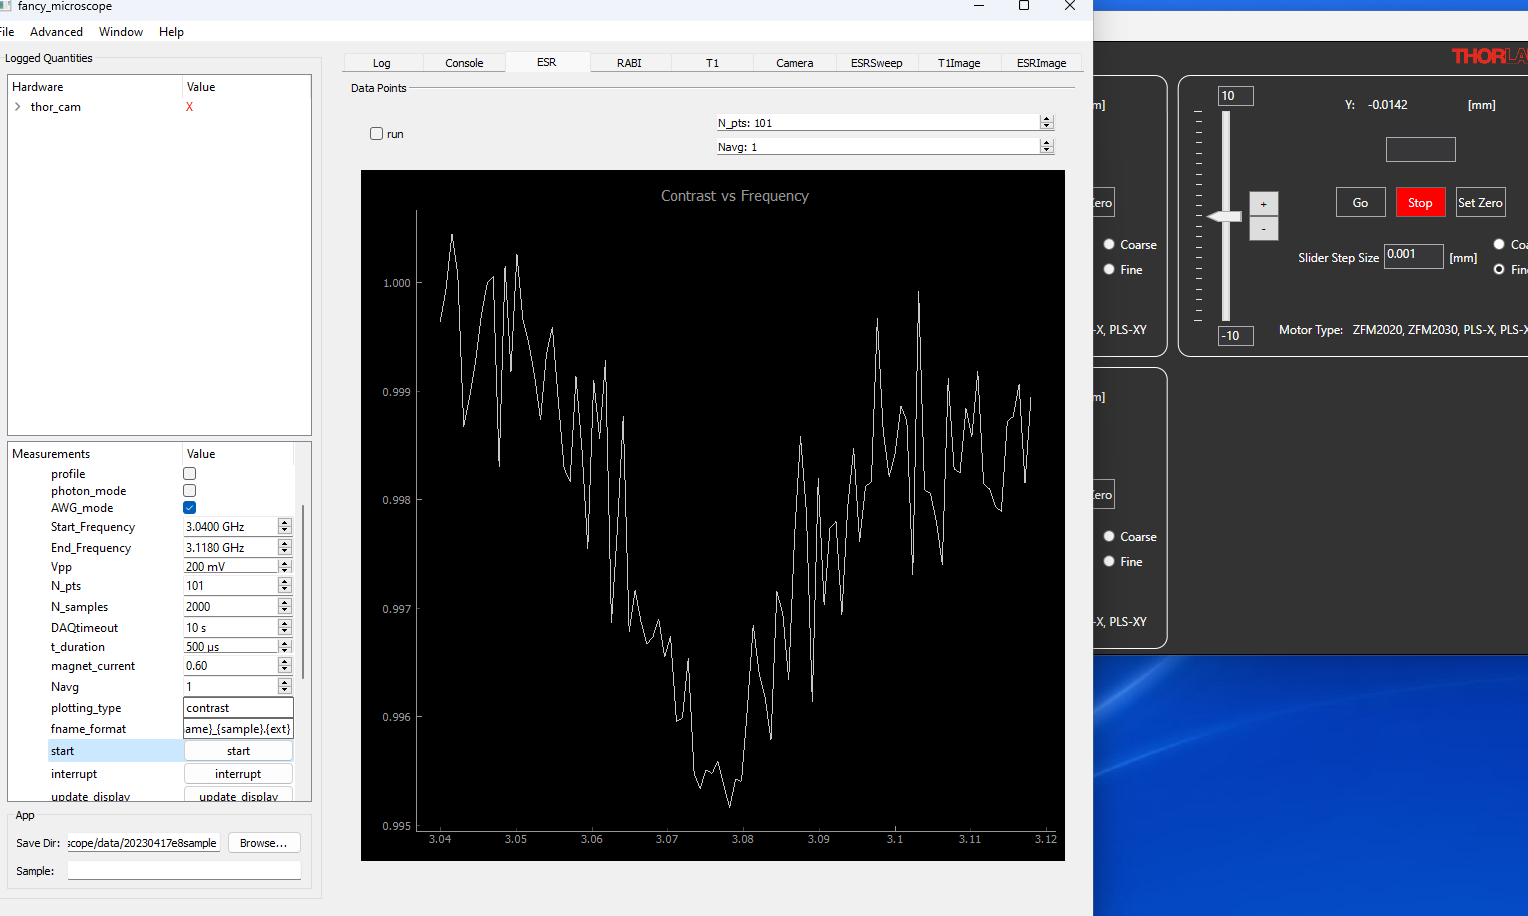 fancy_microscope
File Advanced Window Help
Logged Quantities
Hardware Value
thor_cam X
Log Console ESR RABI T1 Camera ESRSweep T1Image ESRImage
Data Points
run
N_pts: 101
Navg: 1
Contrast vs Frequency
1.000
0.999
0.998
0.997
0.996
0.995
3.04 3.05 3.06 3.07 3.08 3.09 3.1 3.11 3.12
Measurements Value
profile
photon_mode
AWG_mode
Start_Frequency 3.0400 GHz
End_Frequency 3.1180 GHz
Vpp 200 mV
N_pts 101
N_samples 2000
DAQtimeout 10 s
t_duration 500 µs
magnet_current 0.60
Navg 1
plotting_type contrast
fname_format ame}_{sample}.{ext}
start start
interrupt interrupt
update_display update_display
App
Save Dir: scope/data/20230417e8sample Browse...
Sample:
THORLA
m]
Zero
Coarse
Fine
-X, PLS-XY
10
Y: -0.0142 [mm]
+
-
Go Stop Set Zero
Slider Step Size 0.001 [mm]
Coa
Fin
-10
Motor Type: ZFM2020, ZFM2030, PLS-X, PLS-X
m]
Zero
Coarse
Fine
-X, PLS-XY